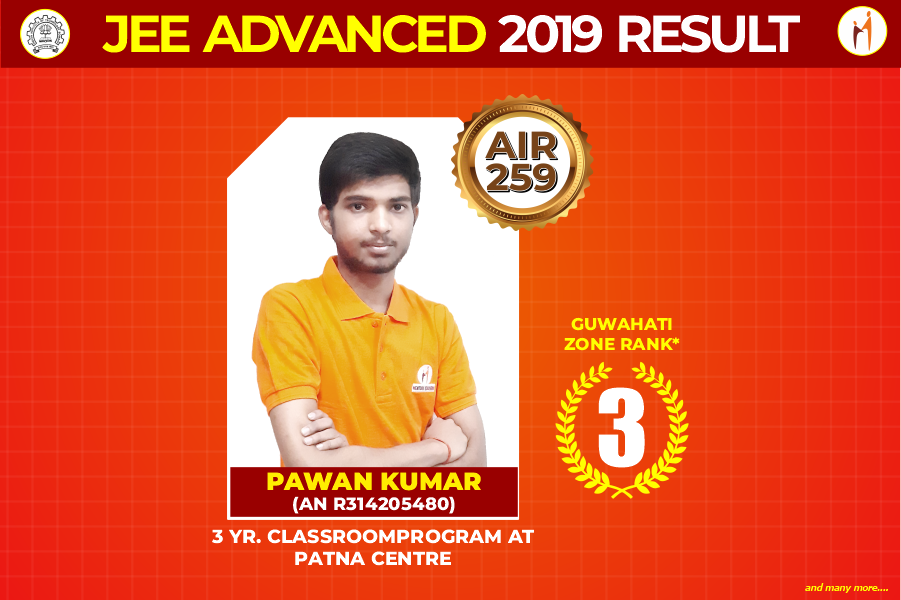 JEE ADVANCED 2019 RESULT
AIR
259
GUWAHATI
ZONE RANK*
3
PAWAN KUMAR
(AN R314205480)
3 YR. CLASSROOMPROGRAM AT
PATNA CENTRE
and many more....